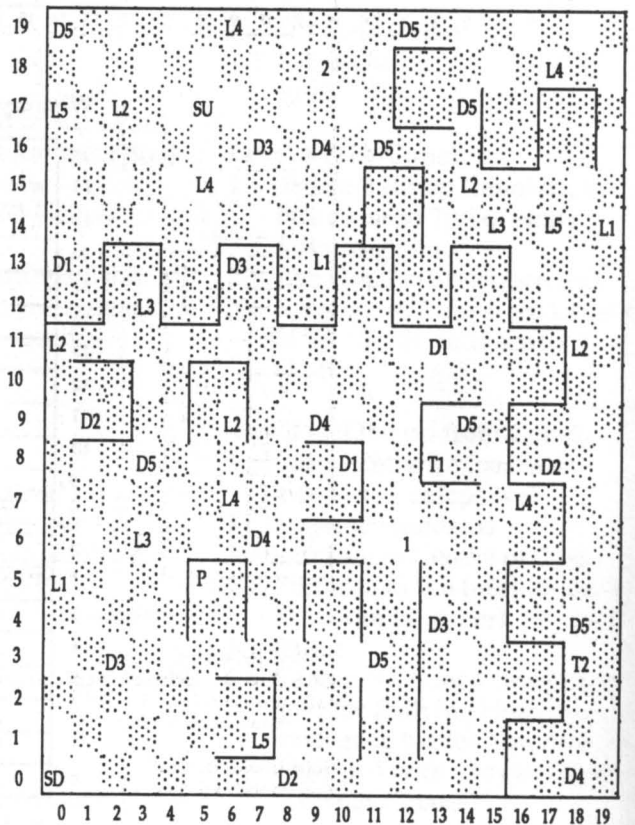 19 D5 L4 D5
18 2 L4
17 L5 L2 SU D5
16 D3 D4 D5
15 L4 L2
14 L3 L5 L1
13 D1 D3 L1
12 L3
11 L2 D1 L2
10
9 D2 L2 D4 D5
8 D5 D1 T1 D2
7 L4 L4
6 L3 D4 1
5 L1 P
4 D3 D5
3 D3 D5 T2
2
1 L5
0 SD D2 D4
0 1 2 3 4 5 6 7 8 9 10 11 12 13 14 15 16 17 18 19